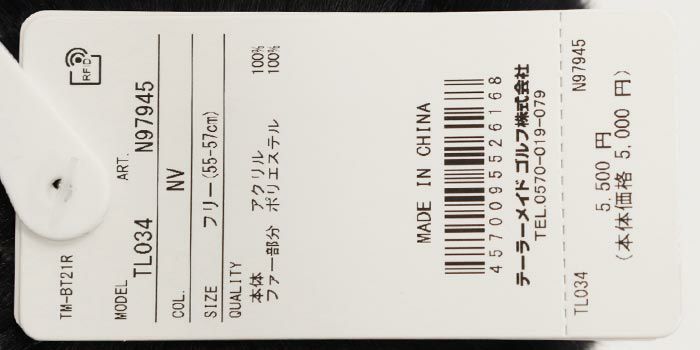 RFID
TM-BT21R
MODEL ART.
TL034 N97945
COL. NV
SIZE フリー(55-57cm)
QUALITY
本体 アクリル 100%
ファー部分 ポリエステル 100%
MADE IN CHINA
4570095526168
テーラーメイド ゴルフ株式会社
TEL.0570-019-079
TL034 N97945
5,500 円
(本体価格 5,000 円)